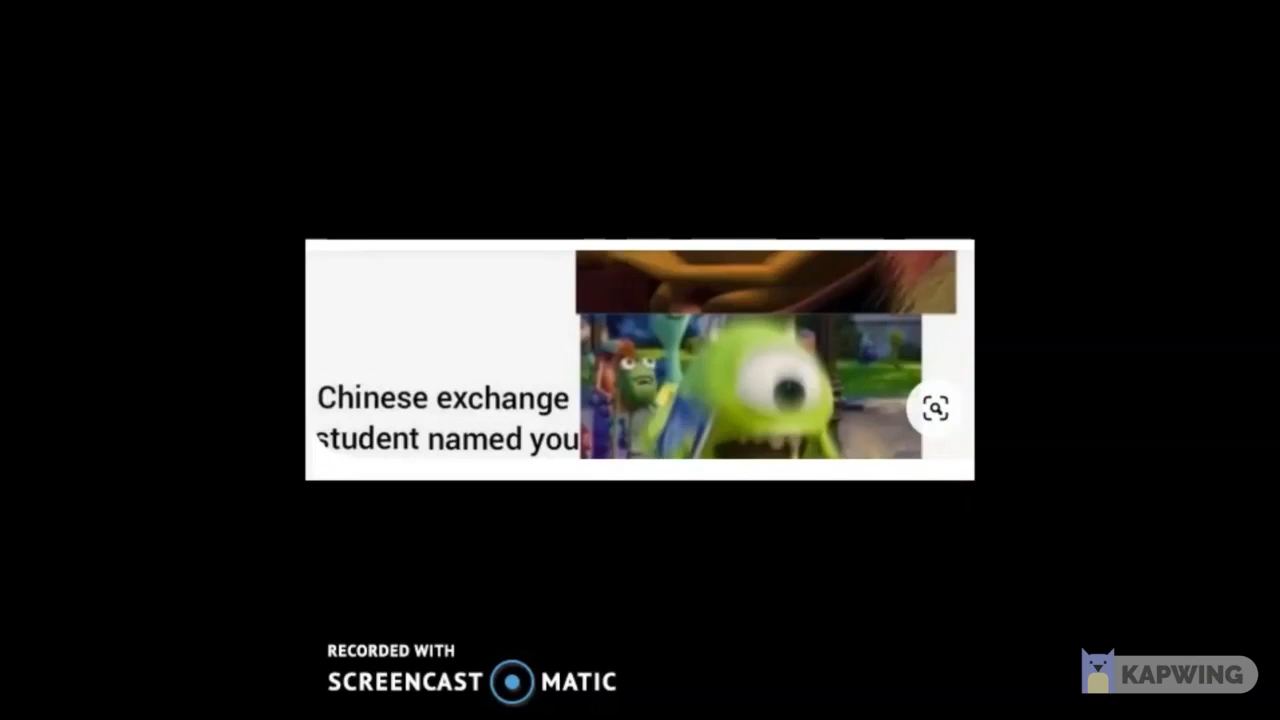 Chinese exchange
student named you
RECORDED WITH
SCREENCAST MATIC
KAPWING